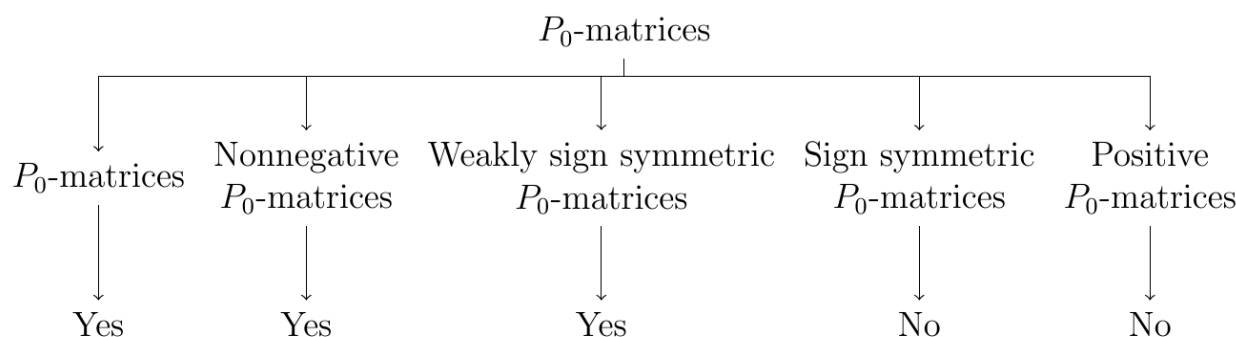 P₀-matrices
P₀-matrices
Nonnegative
P₀-matrices
Weakly sign symmetric
P₀-matrices
Sign symmetric
P₀-matrices
Positive
P₀-matrices
Yes
Yes
Yes
No
No